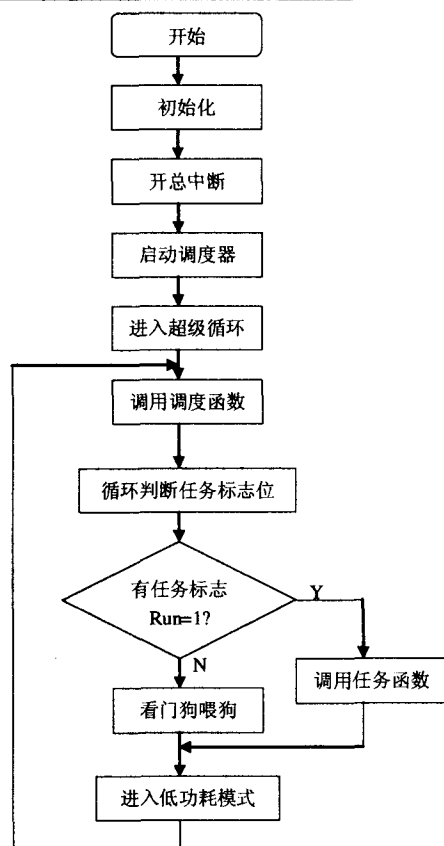 开始
初始化
开总中断
启动调度器
进入超级循环
调用调度函数
循环判断任务标志位
有任务标志
Run=1?
Y
N
调用任务函数
看门狗喂狗
进入低功耗模式